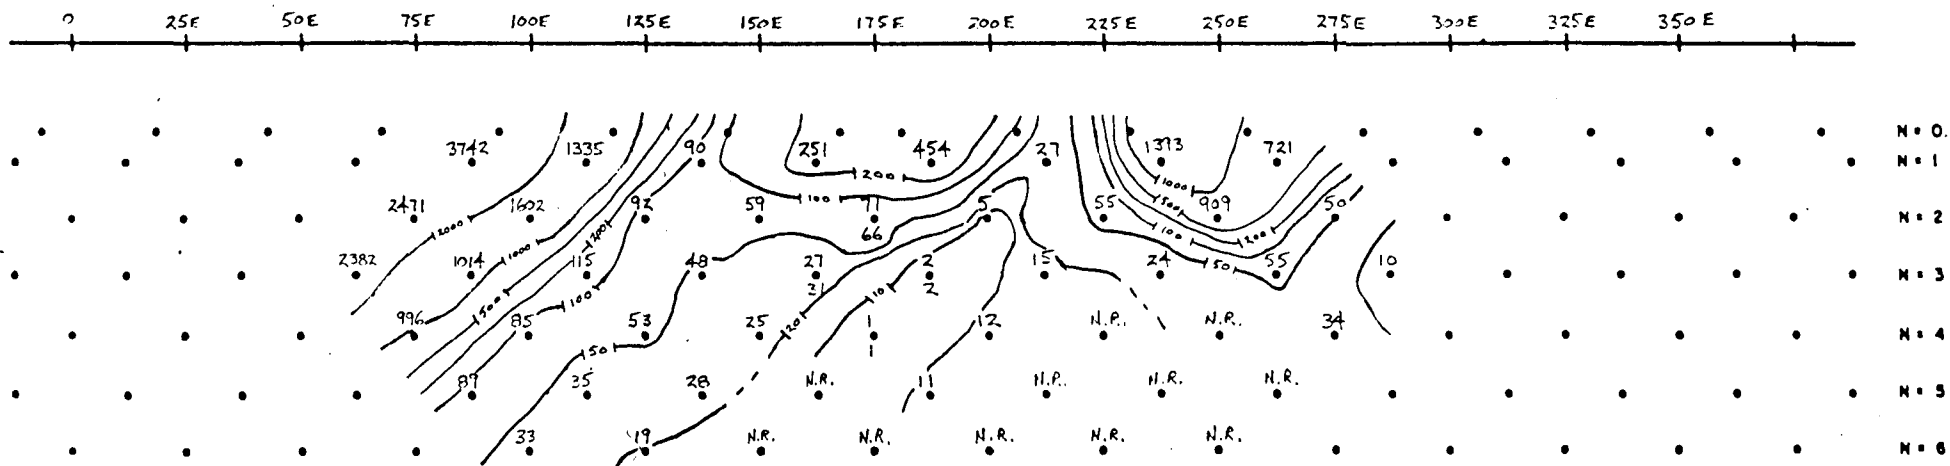 0 25E 50E 75E 100E 125E 150E 175E 200E 225E 250E 275E 300E 325E 350E
N = 0.
3742 1335 90 251 454 27 1393 721 N = 1
200 1000
100 500
2471 1602 92 59 71 5 55 909 50 N = 2
2000 1000 200 66 100 200
2382 1014 115 48 27 2 15 24 50 55 10 N = 3
500 100 31 10 2
996 85 53 25 20 1 12 N.R. N.R. 34 N = 4
50 1
87 35 28 N.R. 11 N.R. N.R. N.R. N = 5
33 19 N.R. N.R. N.R. N.R. N.R. N = 6